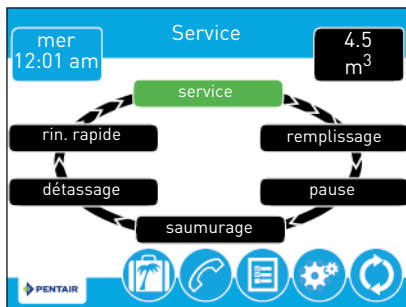 mer
12:01 am
Service
4.5
m³
service
rin. rapide
remplissage
détassage
pause
saumurage
PENTAIR